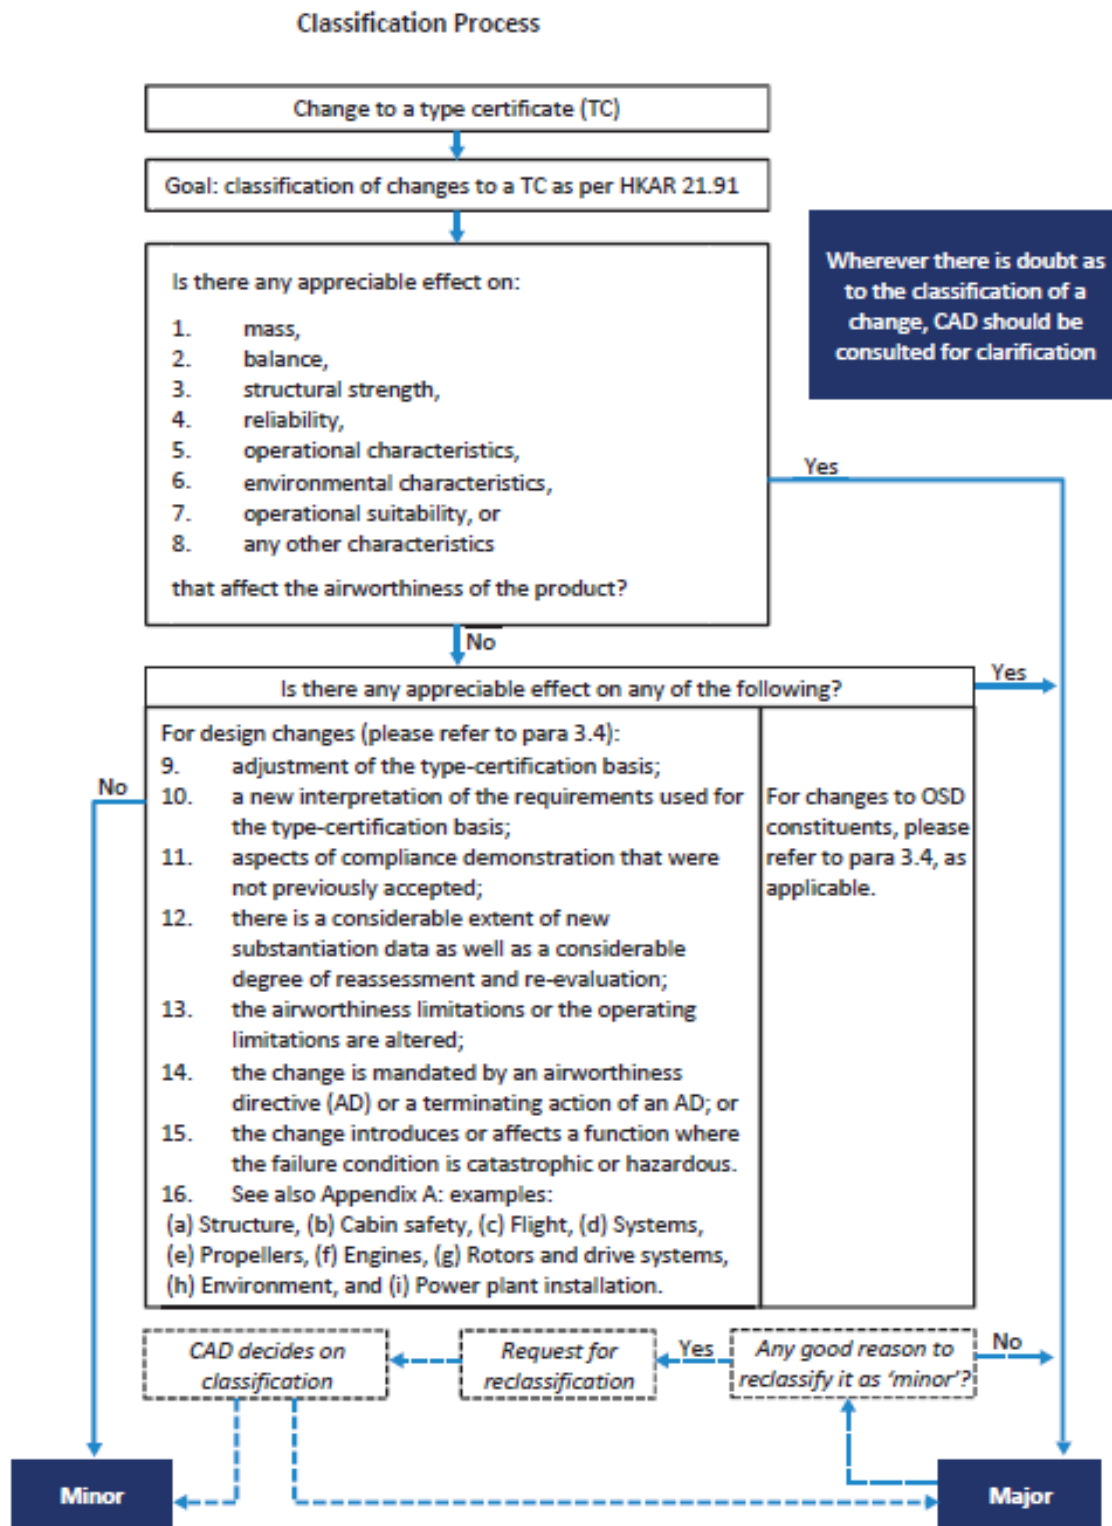 Classification Process
Change to a type certificate (TC)
Goal: classification of changes to a TC as per HKAR 21.91
Wherever there is doubt as
to the classification of a
change, CAD should be
consulted for clarification
Is there any appreciable effect on:
1. mass,
2. balance,
3. structural strength,
4. reliability,
5. operational characteristics,
6. environmental characteristics,
7. operational suitability, or
8. any other characteristics
that affect the airworthiness of the product?
Yes
No
Is there any appreciable effect on any of the following?
Yes
No
For design changes (please refer to para 3.4):
9. adjustment of the type-certification basis;
10. a new interpretation of the requirements used for
the type-certification basis;
11. aspects of compliance demonstration that were
not previously accepted;
12. there is a considerable extent of new
substantiation data as well as a considerable
degree of reassessment and re-evaluation;
13. the airworthiness limitations or the operating
limitations are altered;
14. the change is mandated by an airworthiness
directive (AD) or a terminating action of an AD; or
15. the change introduces or affects a function where
the failure condition is catastrophic or hazardous.
16. See also Appendix A: examples:
(a) Structure, (b) Cabin safety, (c) Flight, (d) Systems,
(e) Propellers, (f) Engines, (g) Rotors and drive systems,
(h) Environment, and (i) Power plant installation.
For changes to OSD
constituents, please
refer to para 3.4, as
applicable.
CAD decides on
classification
Request for
reclassification
Yes
Any good reason to
reclassify it as 'minor'?
No
Minor
Major